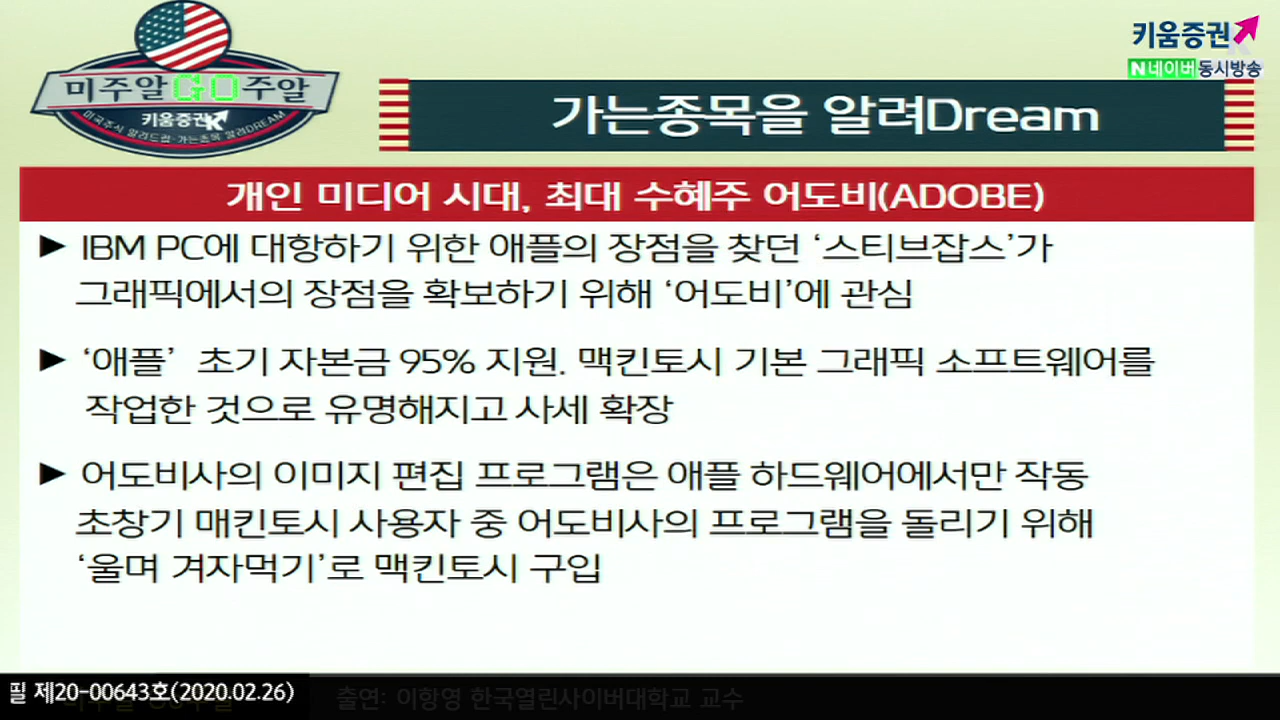 키움증권
N 네이버 동시방송
미주알GO주알
키움증권
미국주식 알려드림·가는종목 알려DREAM
가는종목을 알려Dream
개인 미디어 시대, 최대 수혜주 어도비(ADOBE)
▶ IBM PC에 대항하기 위한 애플의 장점을 찾던 ‘스티브잡스’가
그래픽에서의 장점을 확보하기 위해 ‘어도비’에 관심
▶ ‘애플’ 초기 자본금 95% 지원. 맥킨토시 기본 그래픽 소프트웨어를
작업한 것으로 유명해지고 사세 확장
▶ 어도비사의 이미지 편집 프로그램은 애플 하드웨어에서만 작동
초창기 매킨토시 사용자 중 어도비사의 프로그램을 돌리기 위해
‘울며 겨자먹기’로 맥킨토시 구입
필 제20-00643호(2020.02.26)
출연: 이항영 한국열린사이버대학교 교수